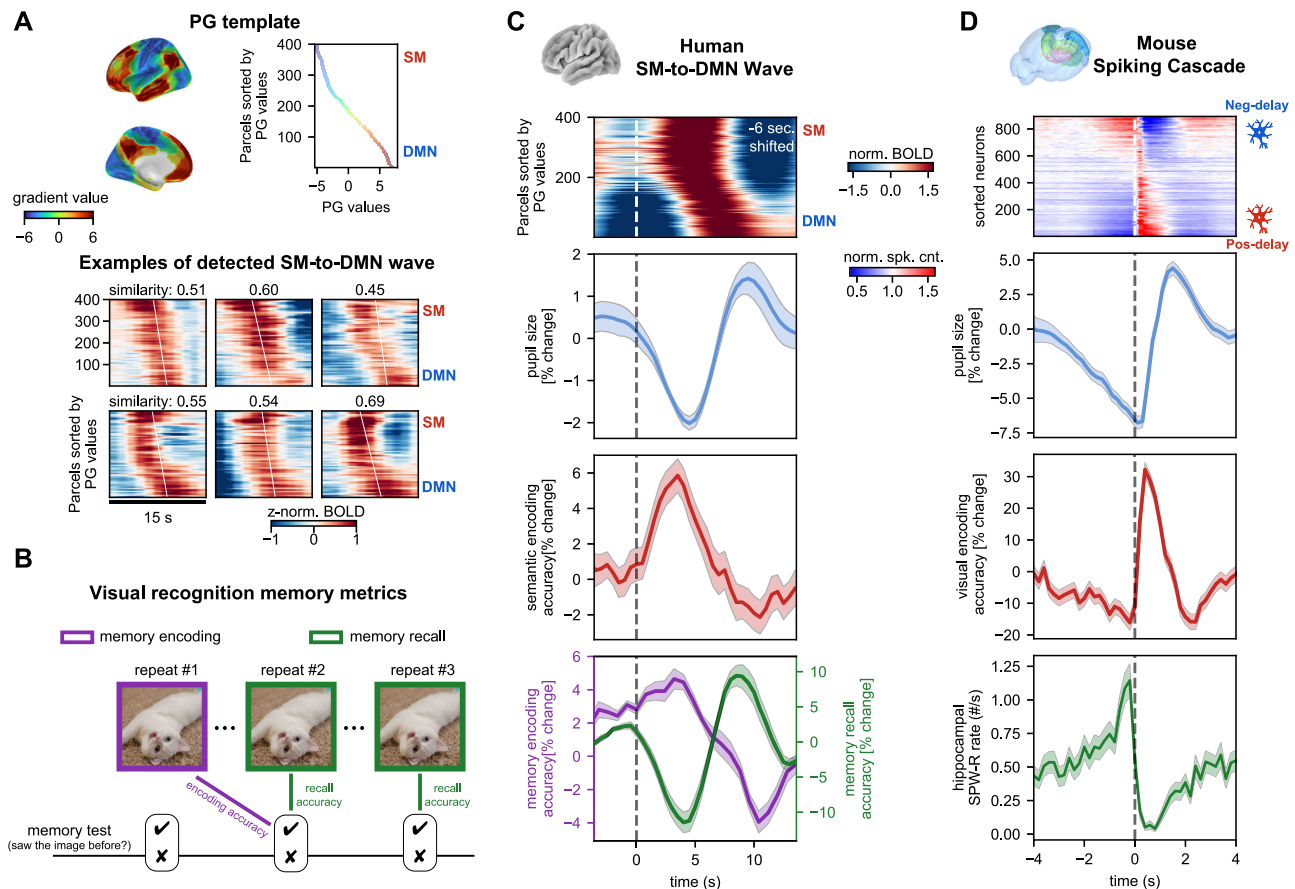 A
PG template
400
300
200
100
Parcels sorted by
PG values
SM
DMN
−5
0
5
PG values
gradient value
−6
0
6
Examples of detected SM-to-DMN wave
similarity: 0.51
0.60
0.45
400
300
200
100
SM
DMN
similarity: 0.55
0.54
0.69
Parcels sorted by
PG values
SM
DMN
15 s
z-norm. BOLD
−1
0
1
B
Visual recognition memory metrics
memory encoding
memory recall
repeat #1
repeat #2
repeat #3
...
...
encoding accuracy
recall
accuracy
recall
accuracy
memory test
(saw the image before?)
✔
✘
✔
✘
✔
✘
C
Human
SM-to-DMN Wave
400
200
0
Parcels sorted by
PG values
-6 sec.
shifted
SM
DMN
norm. BOLD
−1.5
0
1.5
norm. spk. cnt.
0.5
1.0
1.5
2
1
0
−1
−2
pupil size
[% change]
6
4
2
0
−2
semantic encoding
accuracy[% change]
6
4
2
0
−2
−4
memory encoding
accuracy[% change]
10
5
0
−5
−10
memory recall
accuracy [% change]
0
5
10
time (s)
D
Mouse
Spiking Cascade
800
600
400
200
0
sorted neurons
Neg-delay
Pos-delay
5.0
2.5
0.0
−2.5
−5.0
−7.5
pupil size
[% change]
30
20
10
0
−10
−20
visual encoding
accuracy [% change]
1.25
1.00
0.75
0.50
0.25
0.00
hippocampal
SPW-R rate (#/s)
−4
−2
0
2
4
time (s)